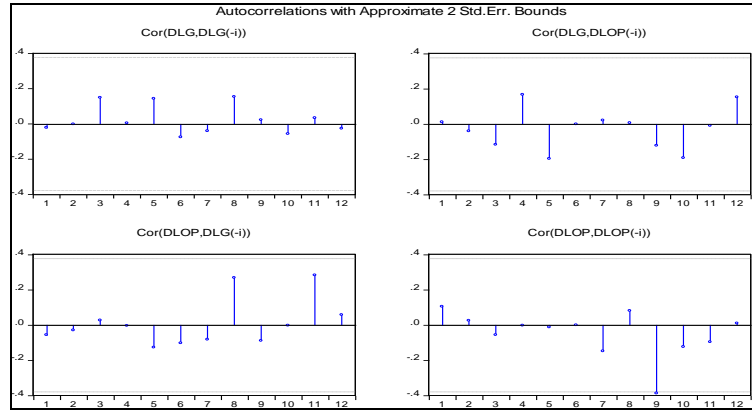 Autocorrelations with Approximate 2 Std.Err. Bounds
Cor(DLG,DLG(-i))
Cor(DLG,DLOP(-i))
.4
.2
.0
-.2
-.4
1 2 3 4 5 6 7 8 9 10 11 12
.4
.2
.0
-.2
-.4
1 2 3 4 5 6 7 8 9 10 11 12
Cor(DLOP,DLG(-i))
Cor(DLOP,DLOP(-i))
.4
.2
.0
-.2
-.4
1 2 3 4 5 6 7 8 9 10 11 12
.4
.2
.0
-.2
-.4
1 2 3 4 5 6 7 8 9 10 11 12